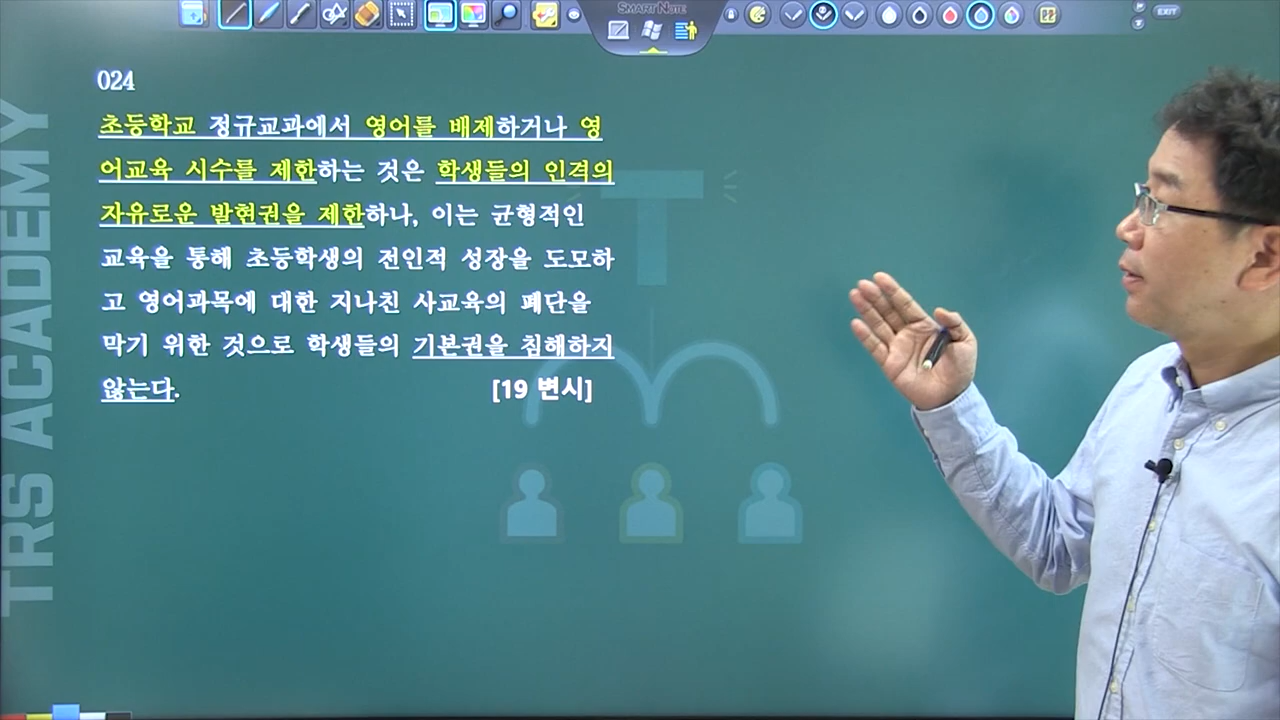 SMART NOTE
EXIT
024
초등학교 정규교과에서 영어를 배제하거나 영
어교육 시수를 제한하는 것은 학생들의 인격의
자유로운 발현권을 제한하나, 이는 균형적인
교육을 통해 초등학생의 전인적 성장을 도모하
고 영어과목에 대한 지나친 사교육의 폐단을
막기 위한 것으로 학생들의 기본권을 침해하지
않는다.
[19 변시]
TRS ACADEMY